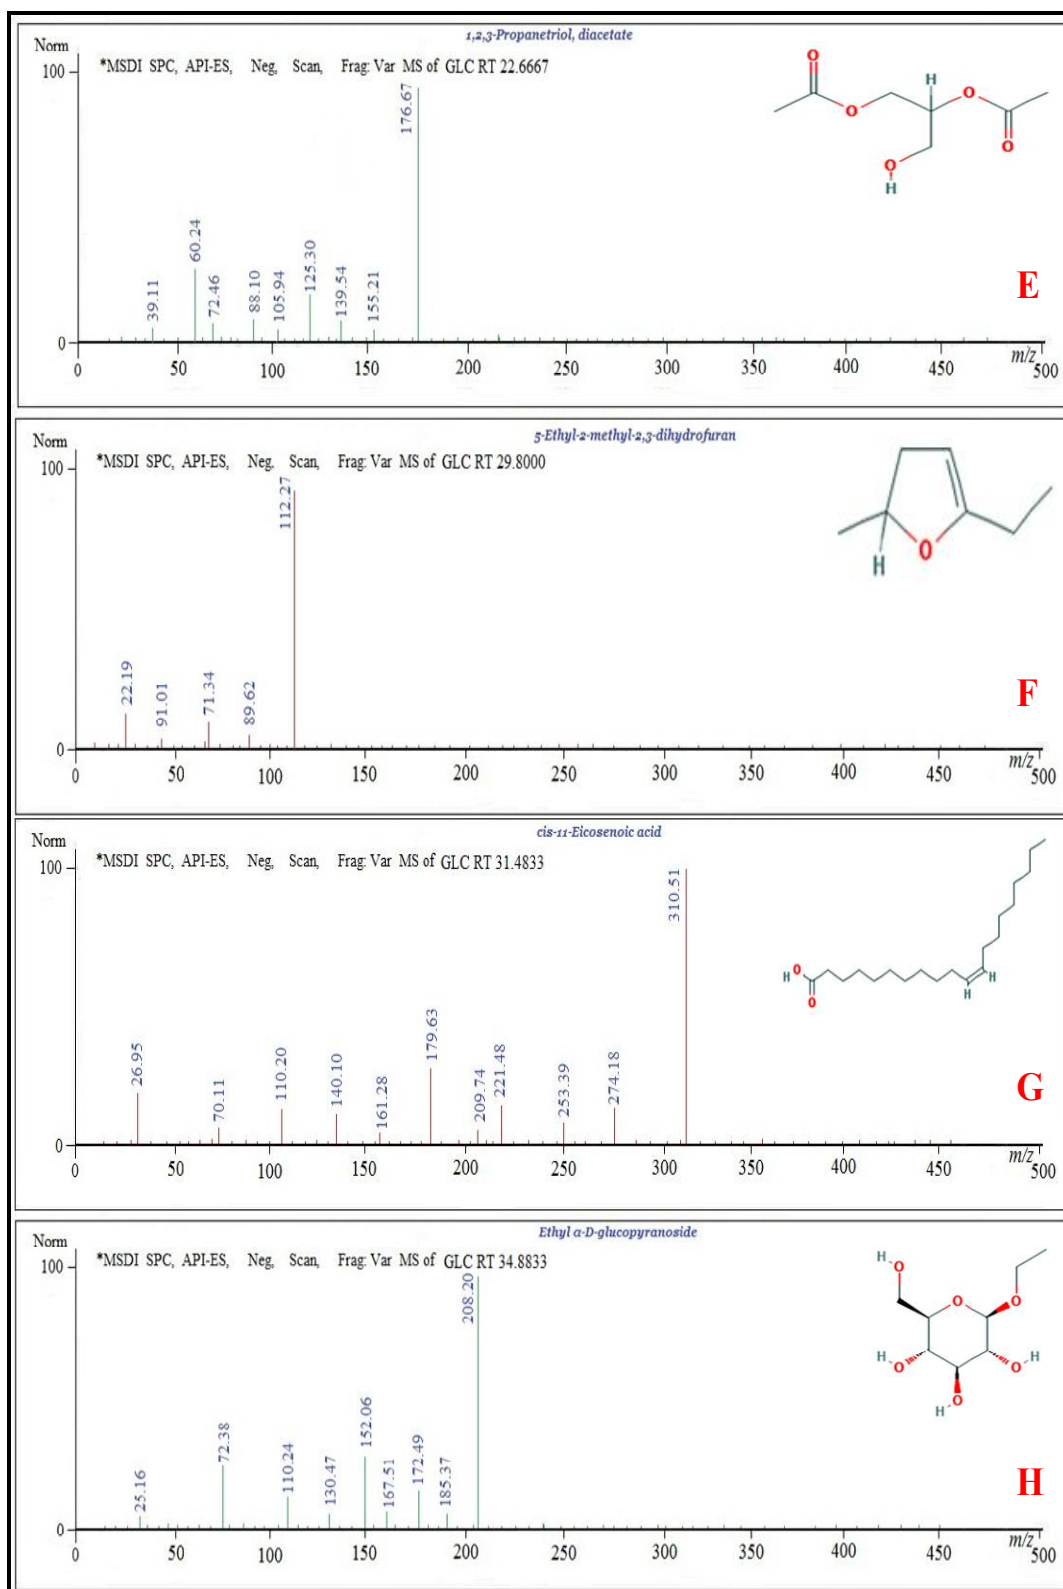 1,2,3-Propanetriol, diacetate
Norm
*MSDI SPC, API-ES, Neg, Scan, Frag: Var MS of GLC RT 22.6667
100
176.67
60.24
39.11
72.46
88.10
105.94
125.30
139.54
155.21
O
O
H
O
O
O
H
E
0
0 50 100 150 200 250 300 350 400 450 500
m/z
5-Ethyl-2-methyl-2,3-dihydrofuran
Norm
*MSDI SPC, API-ES, Neg, Scan, Frag: Var MS of GLC RT 29.8000
100
112.27
22.19
91.01
71.34
89.62
O
H
F
0
0 50 100 150 200 250 300 350 400 450 500
m/z
cis-11-Eicosenoic acid
Norm
*MSDI SPC, API-ES, Neg, Scan, Frag: Var MS of GLC RT 31.4833
100
310.51
26.95
70.11
110.20
140.10
161.28
179.63
209.74
221.48
253.39
274.18
H O
O
H
H
G
0
0 50 100 150 200 250 300 350 400 450 500
m/z
Ethyl α-D-glucopyranoside
Norm
*MSDI SPC, API-ES, Neg, Scan, Frag: Var MS of GLC RT 34.8833
100
208.20
25.16
72.38
110.24
130.47
152.06
167.51
172.49
185.37
H O
O
O
H O
O H
O
H
H
0
0 50 100 150 200 250 300 350 400 450 500
m/z